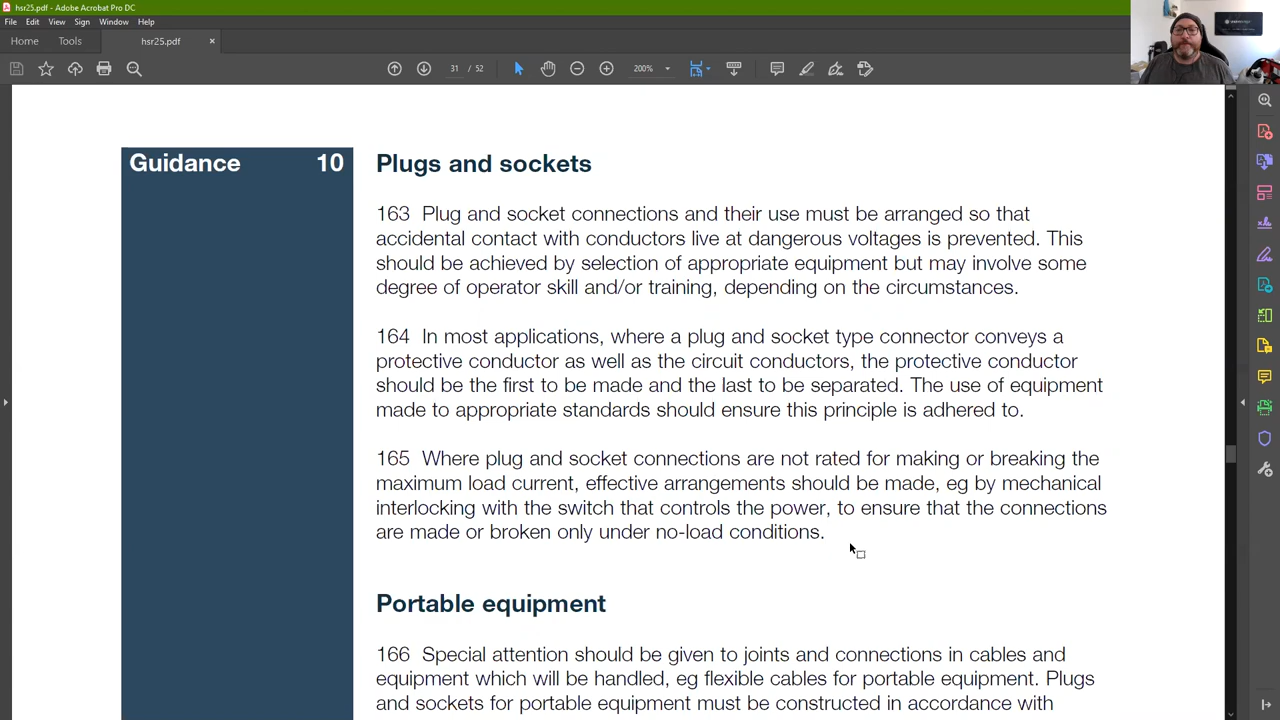 hsr25.pdf - Adobe Acrobat Pro DC
File Edit View Sign Window Help
Home Tools hsr25.pdf ×
31 / 52 200%
Guidance 10
Plugs and sockets
163 Plug and socket connections and their use must be arranged so that
accidental contact with conductors live at dangerous voltages is prevented. This
should be achieved by selection of appropriate equipment but may involve some
degree of operator skill and/or training, depending on the circumstances.
164 In most applications, where a plug and socket type connector conveys a
protective conductor as well as the circuit conductors, the protective conductor
should be the first to be made and the last to be separated. The use of equipment
made to appropriate standards should ensure this principle is adhered to.
165 Where plug and socket connections are not rated for making or breaking the
maximum load current, effective arrangements should be made, eg by mechanical
interlocking with the switch that controls the power, to ensure that the connections
are made or broken only under no-load conditions.
Portable equipment
166 Special attention should be given to joints and connections in cables and
equipment which will be handled, eg flexible cables for portable equipment. Plugs
and sockets for portable equipment must be constructed in accordance with